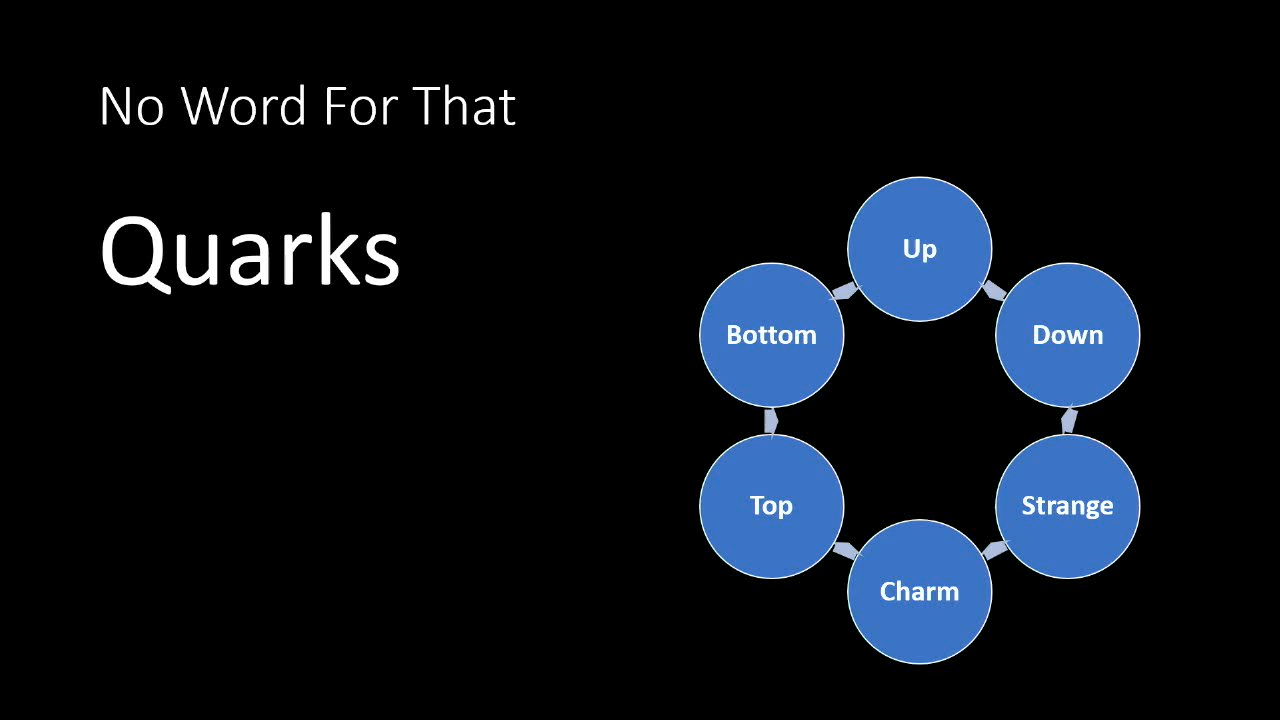 No Word For That
Quarks
Up
Down
Strange
Charm
Top
Bottom